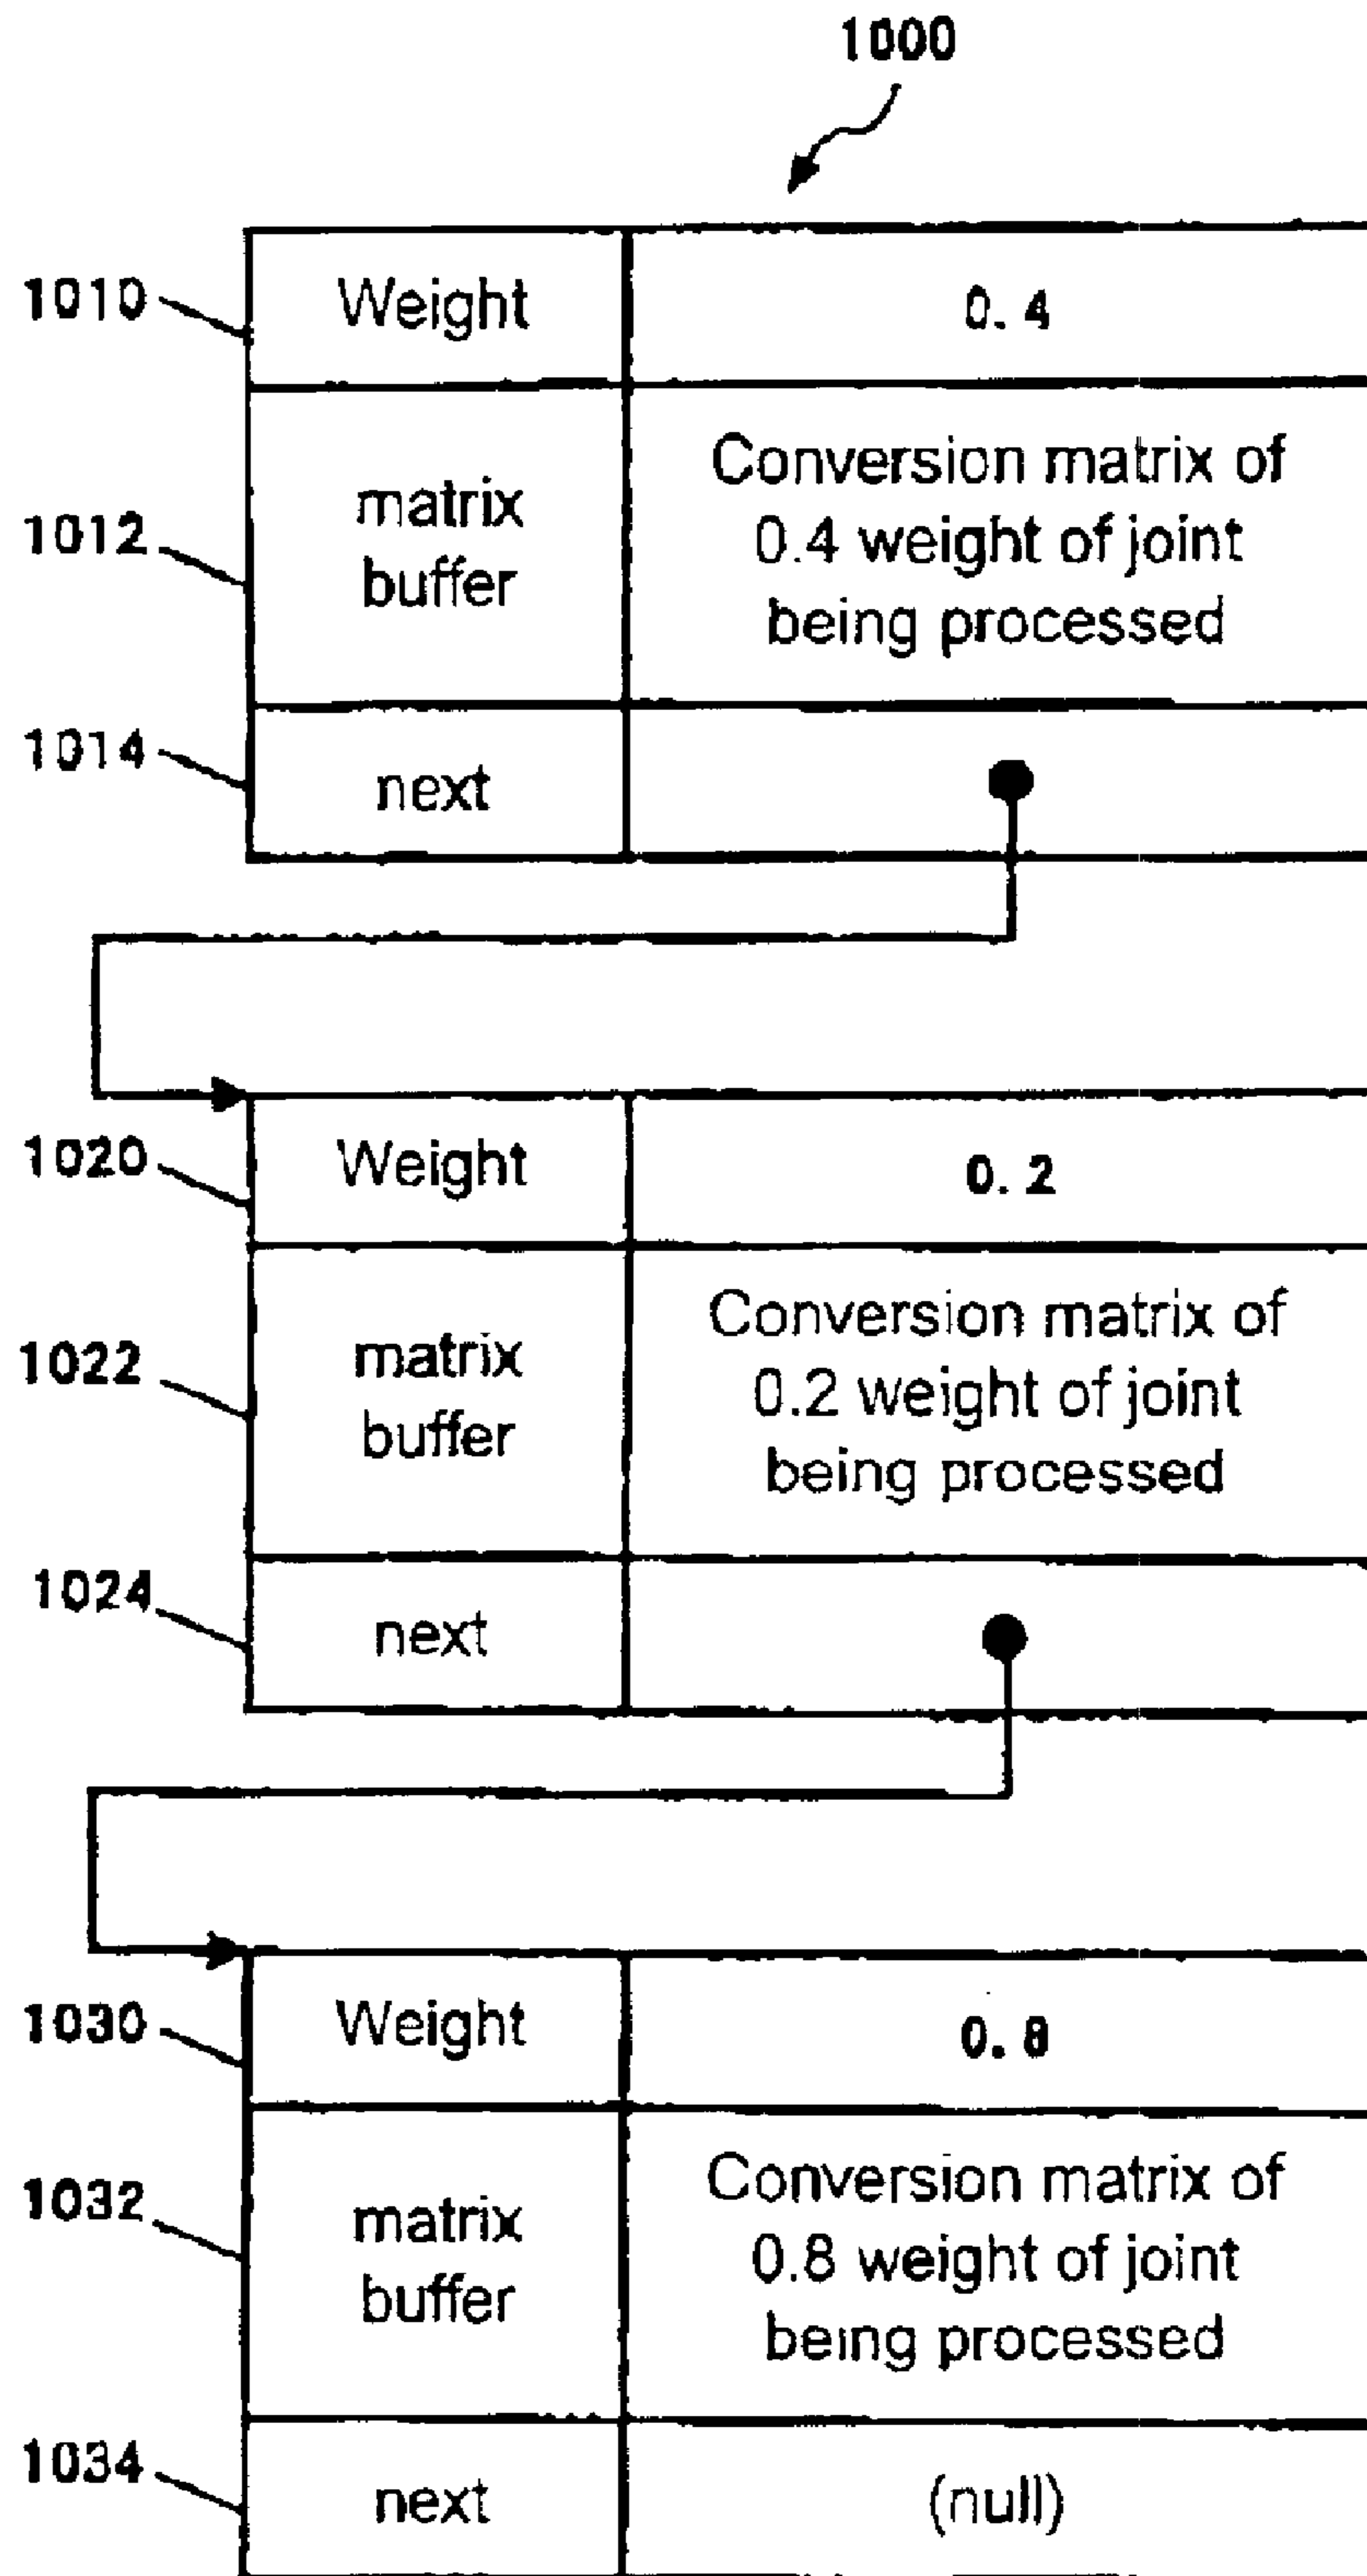 1000
1010 Weight 0.4
1012 matrix buffer Conversion matrix of
0.4 weight of joint
being processed
1014 next
1020 Weight 0.2
1022 matrix buffer Conversion matrix of
0.2 weight of joint
being processed
1024 next
1030 Weight 0.8
1032 matrix buffer Conversion matrix of
0.8 weight of joint
being processed
1034 next (null)